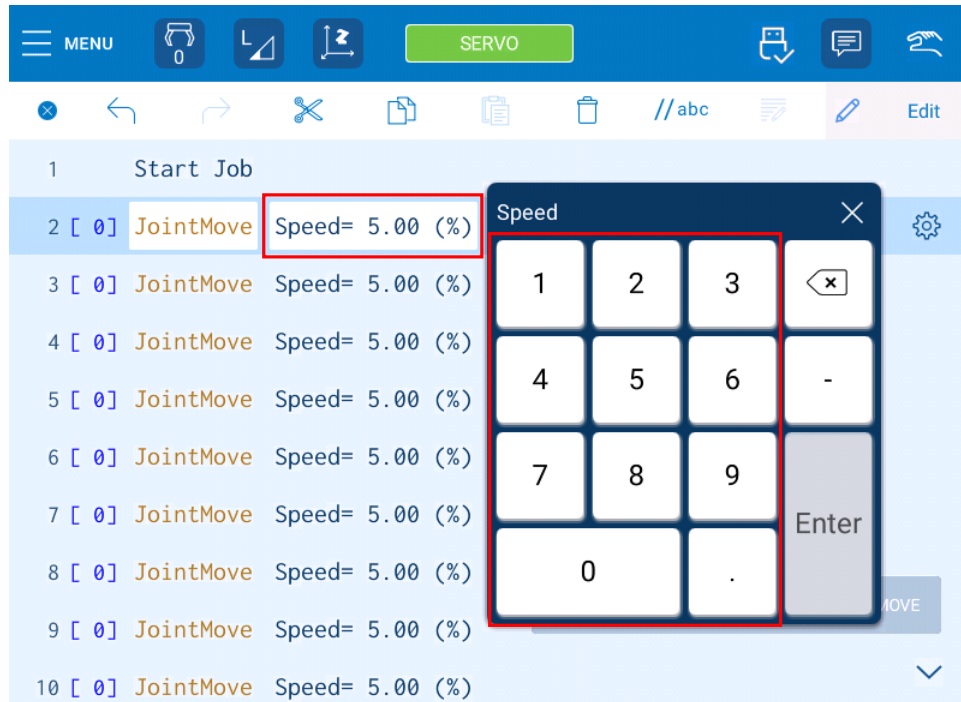 MENU 0 L Z SERVO
// abc Edit
1 Start Job
2 [ 0] JointMove Speed= 5.00 (%)
3 [ 0] JointMove Speed= 5.00 (%)
4 [ 0] JointMove Speed= 5.00 (%)
5 [ 0] JointMove Speed= 5.00 (%)
6 [ 0] JointMove Speed= 5.00 (%)
7 [ 0] JointMove Speed= 5.00 (%)
8 [ 0] JointMove Speed= 5.00 (%)
9 [ 0] JointMove Speed= 5.00 (%)
10 [ 0] JointMove Speed= 5.00 (%)
Speed
1 2 3
4 5 6 -
7 8 9
Enter
0 .